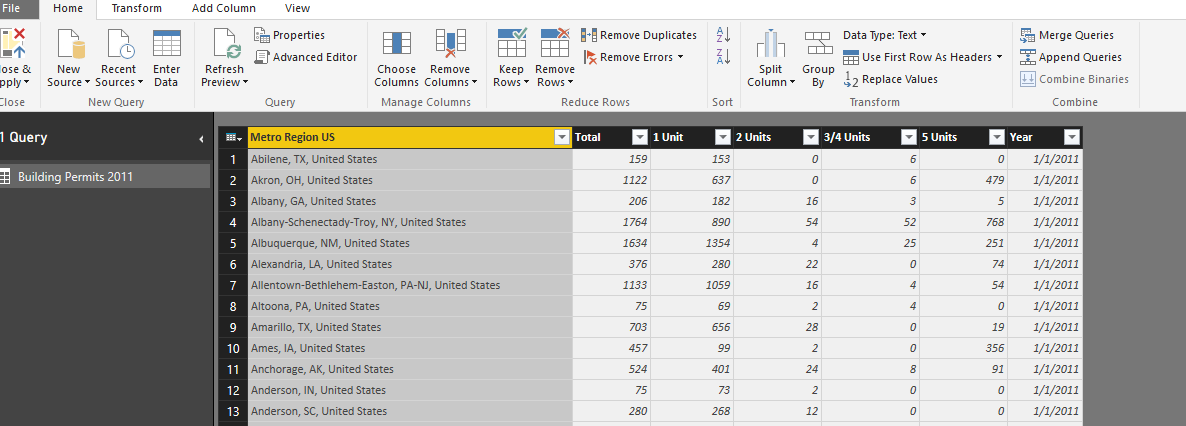 File Home Transform Add Column View
Close & Apply New Source Recent Sources Enter Data Refresh Preview Properties Advanced Editor Choose Columns Remove Columns Keep Rows Remove Rows Remove Duplicates Remove Errors Split Column Group By Data Type: Text Use First Row As Headers 1 2 Replace Values Merge Queries Append Queries Combine Binaries
Close New Query Query Manage Columns Reduce Rows Sort Transform Combine
1 Query
Building Permits 2011
Metro Region US Total 1 Unit 2 Units 3/4 Units 5 Units Year
1 Abilene, TX, United States 159 153 0 6 0 1/1/2011
2 Akron, OH, United States 1122 637 0 6 479 1/1/2011
3 Albany, GA, United States 206 182 16 3 5 1/1/2011
4 Albany-Schenectady-Troy, NY, United States 1764 890 54 52 768 1/1/2011
5 Albuquerque, NM, United States 1634 1354 4 25 251 1/1/2011
6 Alexandria, LA, United States 376 280 22 0 74 1/1/2011
7 Allentown-Bethlehem-Easton, PA-NJ, United States 1133 1059 16 4 54 1/1/2011
8 Altoona, PA, United States 75 69 2 4 0 1/1/2011
9 Amarillo, TX, United States 703 656 28 0 19 1/1/2011
10 Ames, IA, United States 457 99 2 0 356 1/1/2011
11 Anchorage, AK, United States 524 401 24 8 91 1/1/2011
12 Anderson, IN, United States 75 73 2 0 0 1/1/2011
13 Anderson, SC, United States 280 268 12 0 0 1/1/2011